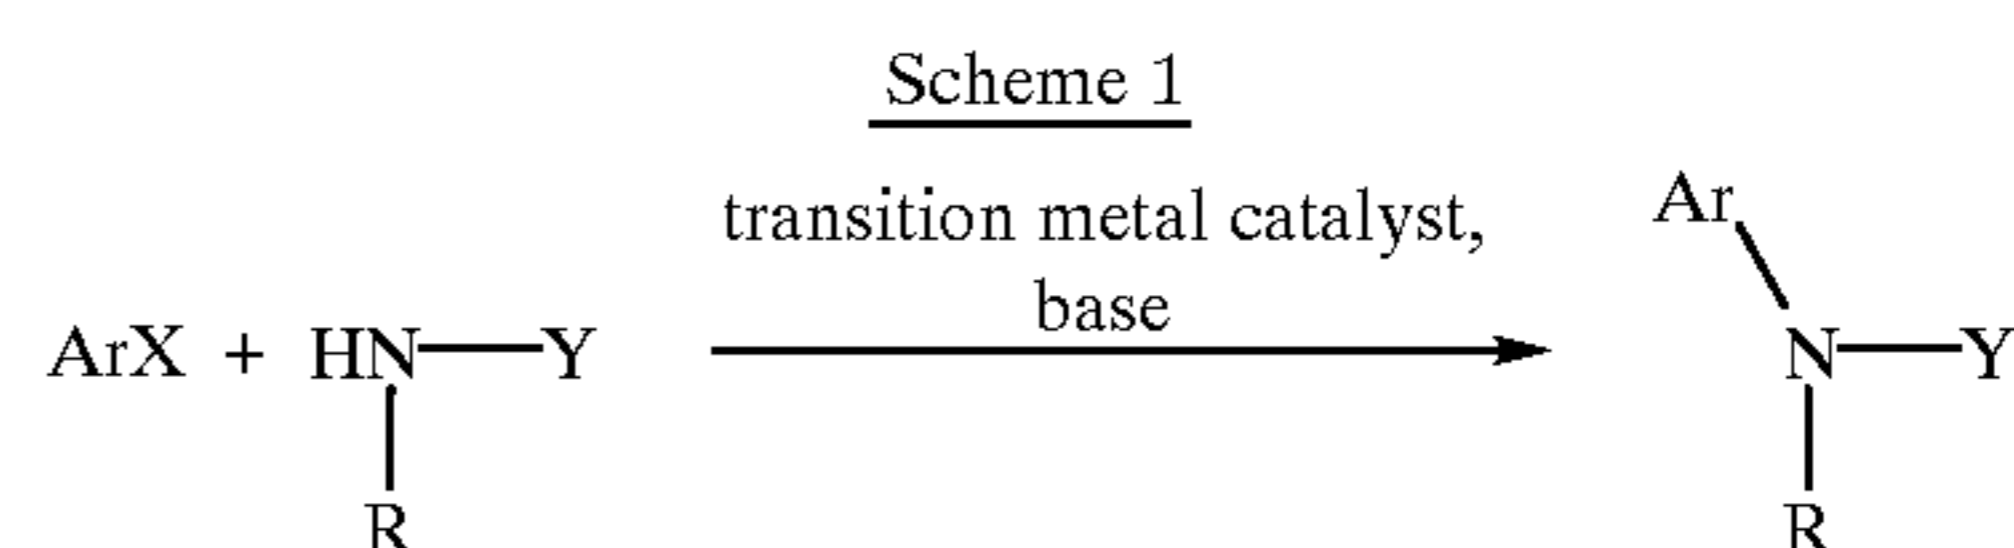 Scheme 1
transition metal catalyst,
base
Ar
ArX + HN—Y
N—Y
R
R